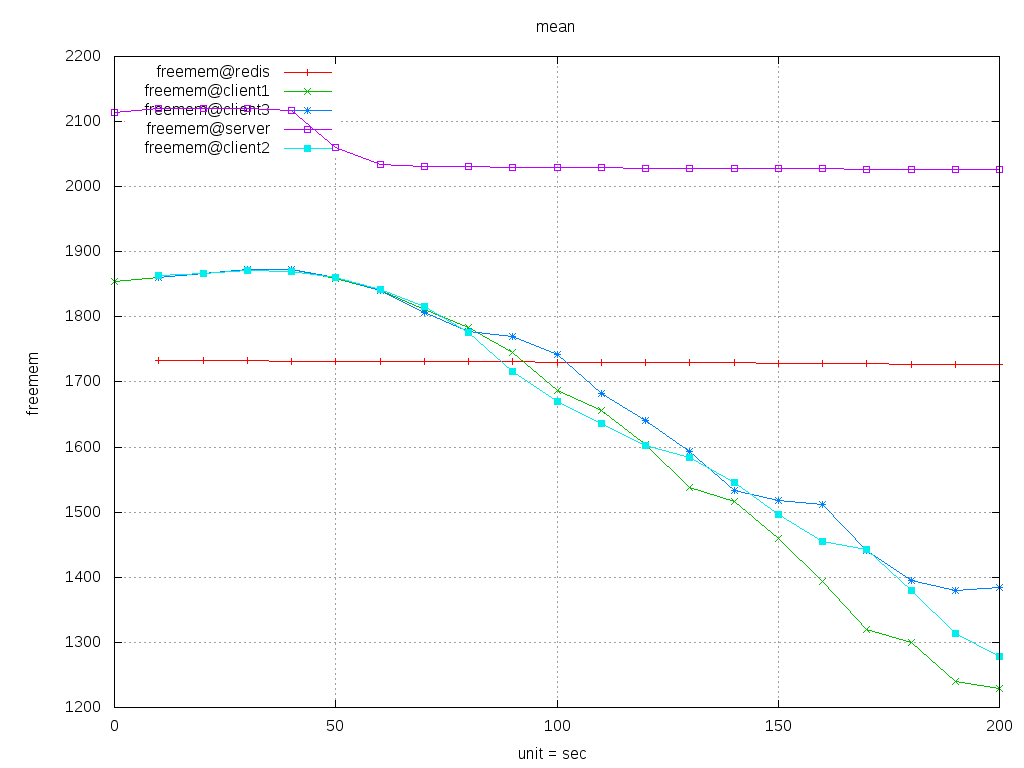 mean
2200
2100
2000
1900
1800
1700
1600
1500
1400
1300
1200
freemem
freemem@redis
freemem@client1
freemem@client3
freemem@server
freemem@client2
0
50
100
150
200
unit = sec